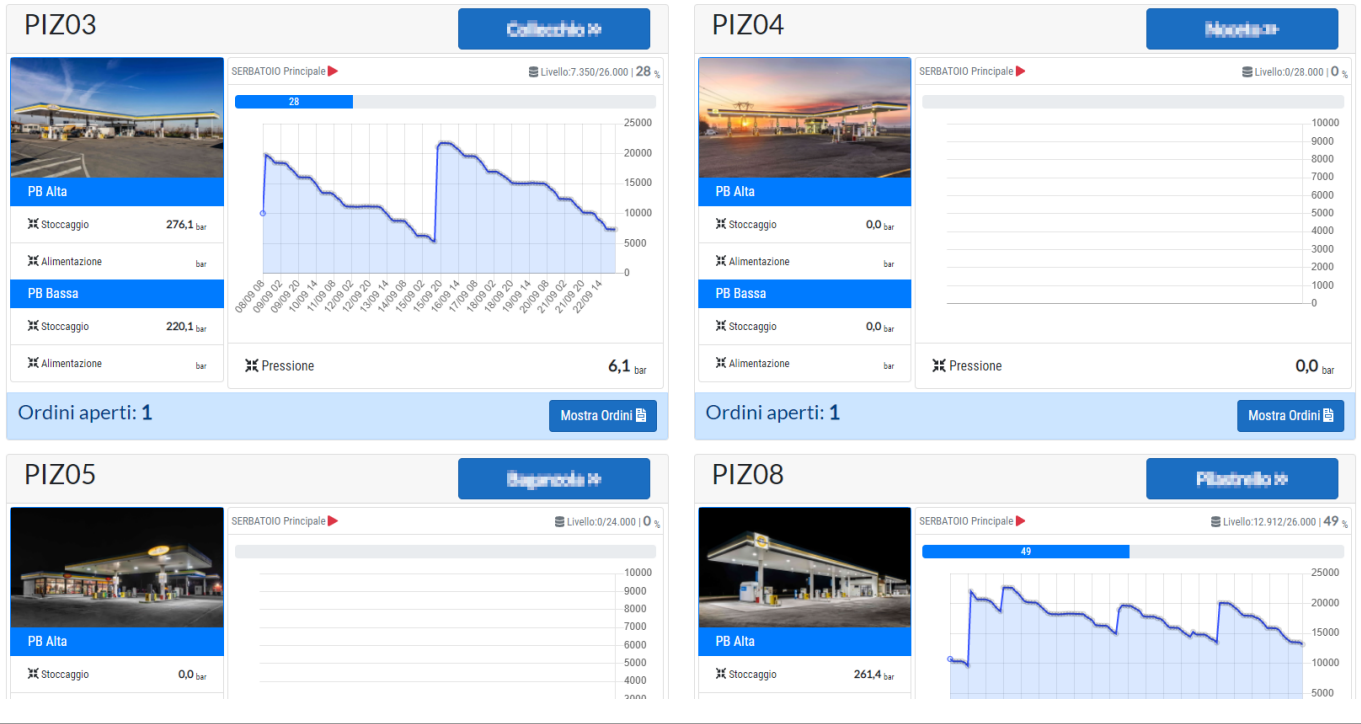 PIZ03
SERBATOIO Principale
Livello:7.350/26.000 | 28 %
28
25000
20000
15000
10000
5000
0
08/09 08
09/09 02
09/09 20
10/09 14
11/09 08
12/09 02
12/09 20
13/09 14
14/09 08
15/09 02
15/09 20
16/09 14
17/09 08
18/09 02
18/09 20
19/09 14
20/09 08
21/09 02
21/09 20
22/09 14
PB Alta
Stoccaggio 276,1 bar
Alimentazione bar
PB Bassa
Stoccaggio 220,1 bar
Alimentazione bar
Pressione 6,1 bar
Ordini aperti: 1
Mostra Ordini
PIZ04
SERBATOIO Principale
Livello:0/28.000 | 0 %
10000
9000
8000
7000
6000
5000
4000
3000
2000
1000
0
PB Alta
Stoccaggio 0,0 bar
Alimentazione bar
PB Bassa
Stoccaggio 0,0 bar
Alimentazione bar
Pressione 0,0 bar
Ordini aperti: 1
Mostra Ordini
PIZ05
SERBATOIO Principale
Livello:0/24.000 | 0 %
10000
9000
8000
7000
6000
5000
4000
3000
PB Alta
Stoccaggio 0,0 bar
PIZ08
SERBATOIO Principale
Livello:12.912/26.000 | 49 %
49
25000
20000
15000
10000
5000
PB Alta
Stoccaggio 261,4 bar